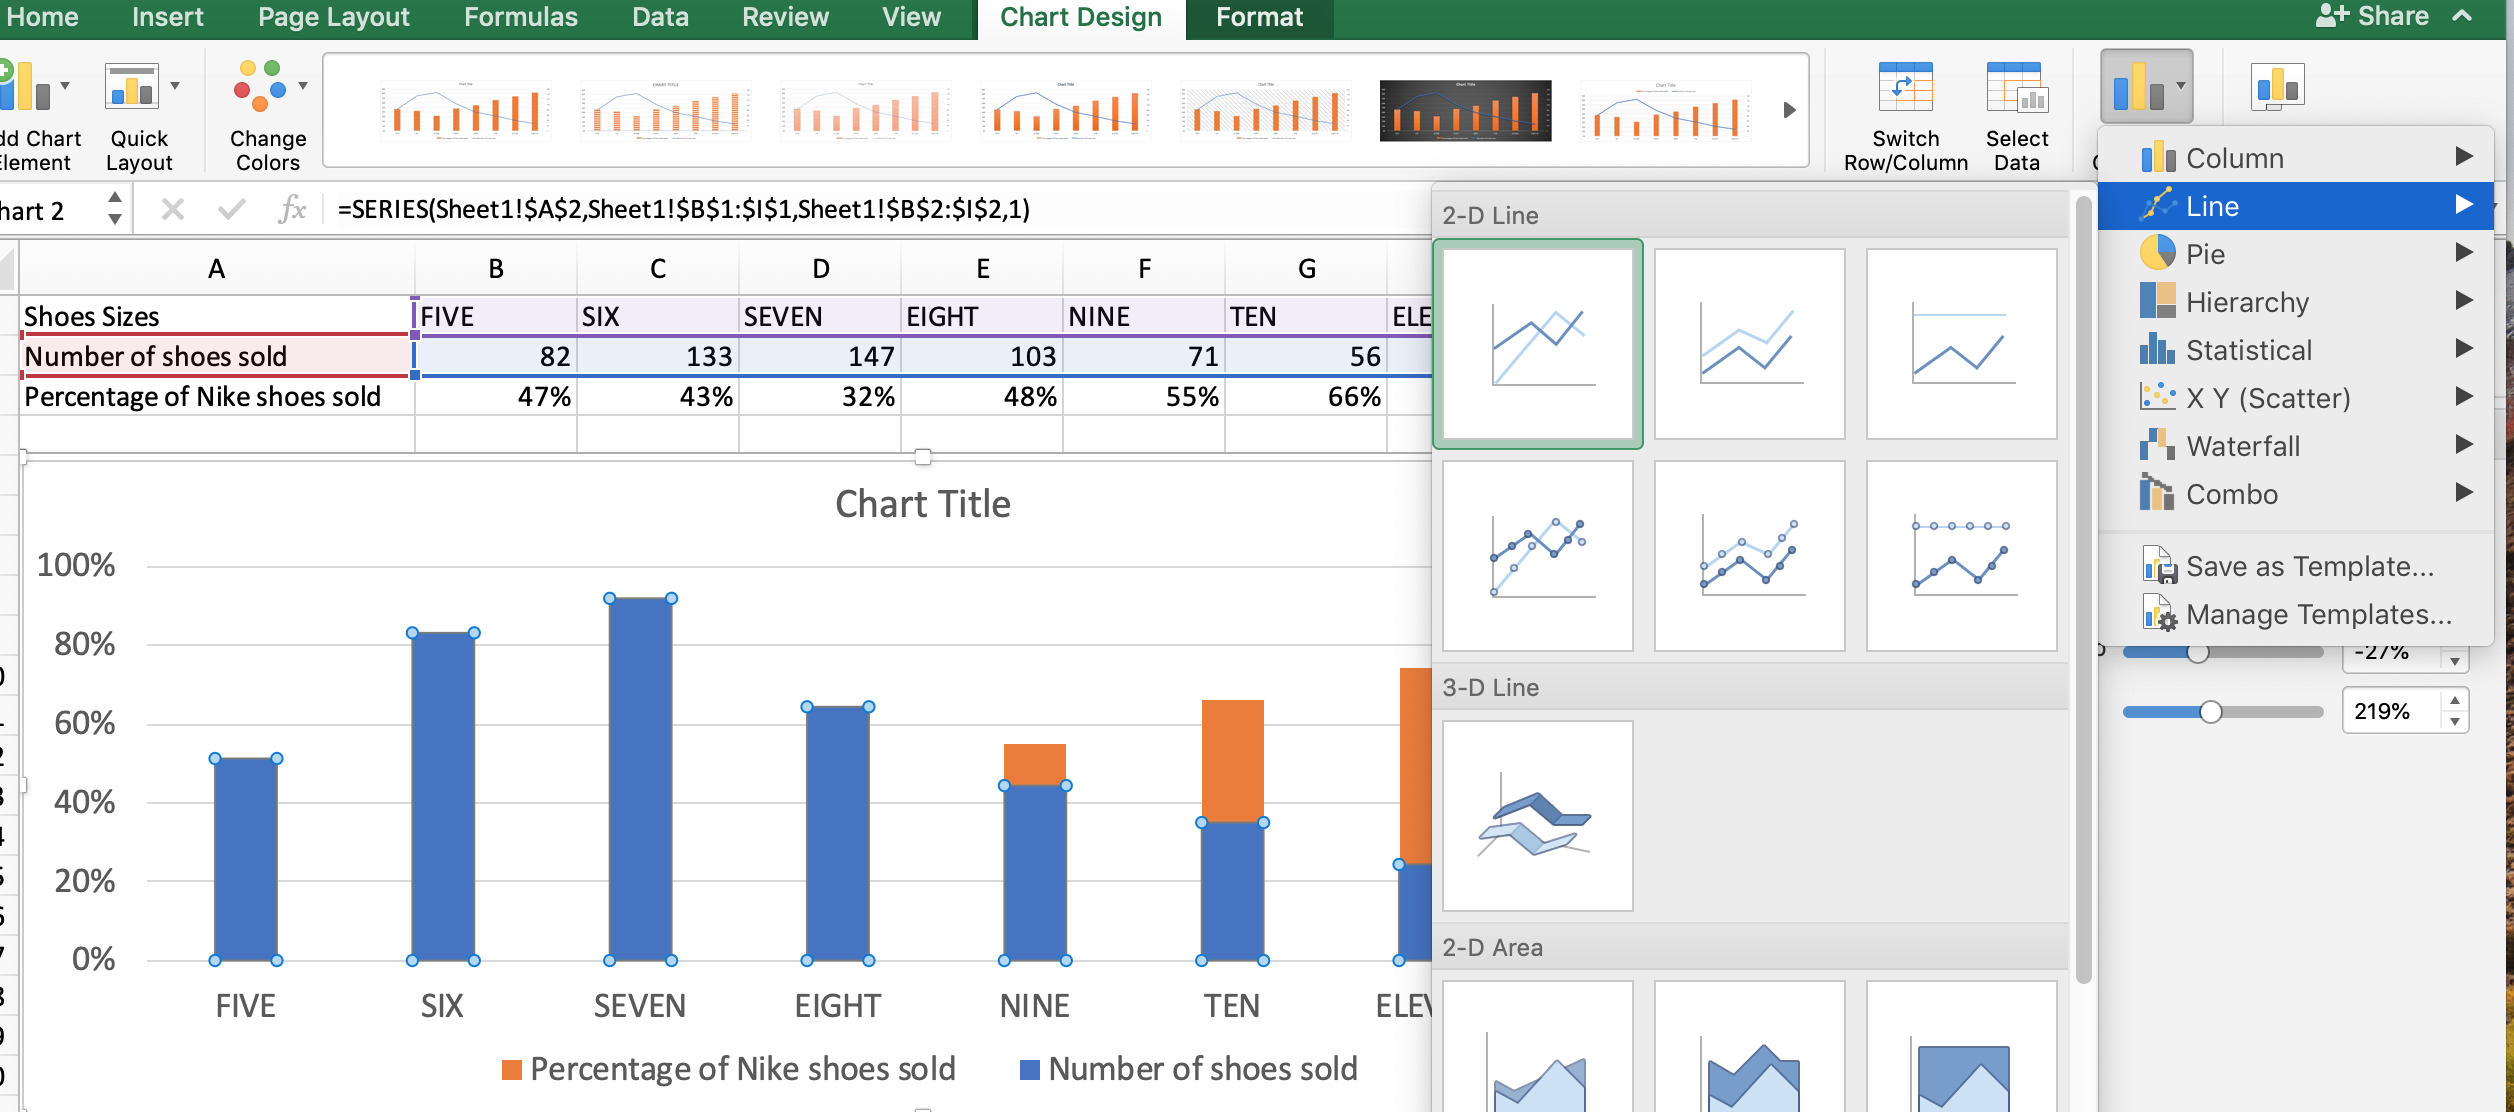 Home Insert Page Layout Formulas Data Review View Chart Design Format Share
dd Chart
Element
Quick
Layout
Change
Colors
Switch
Row/Column
Select
Data
Column
Line
Pie
Hierarchy
Statistical
X Y (Scatter)
Waterfall
Combo
Save as Template...
Manage Templates...
hart 2 fx =SERIES(Sheet1!$A$2,Sheet1!$B$1:$I$1,Sheet1!$B$2:$I$2,1)
A B C D E F G
Shoes Sizes FIVE SIX SEVEN EIGHT NINE TEN ELE
Number of shoes sold 82 133 147 103 71 56
Percentage of Nike shoes sold 47% 43% 32% 48% 55% 66%
Chart Title
100%
80%
60%
40%
20%
0%
FIVE SIX SEVEN EIGHT NINE TEN ELEV
Percentage of Nike shoes sold Number of shoes sold
2-D Line
3-D Line
2-D Area
-27%
219%